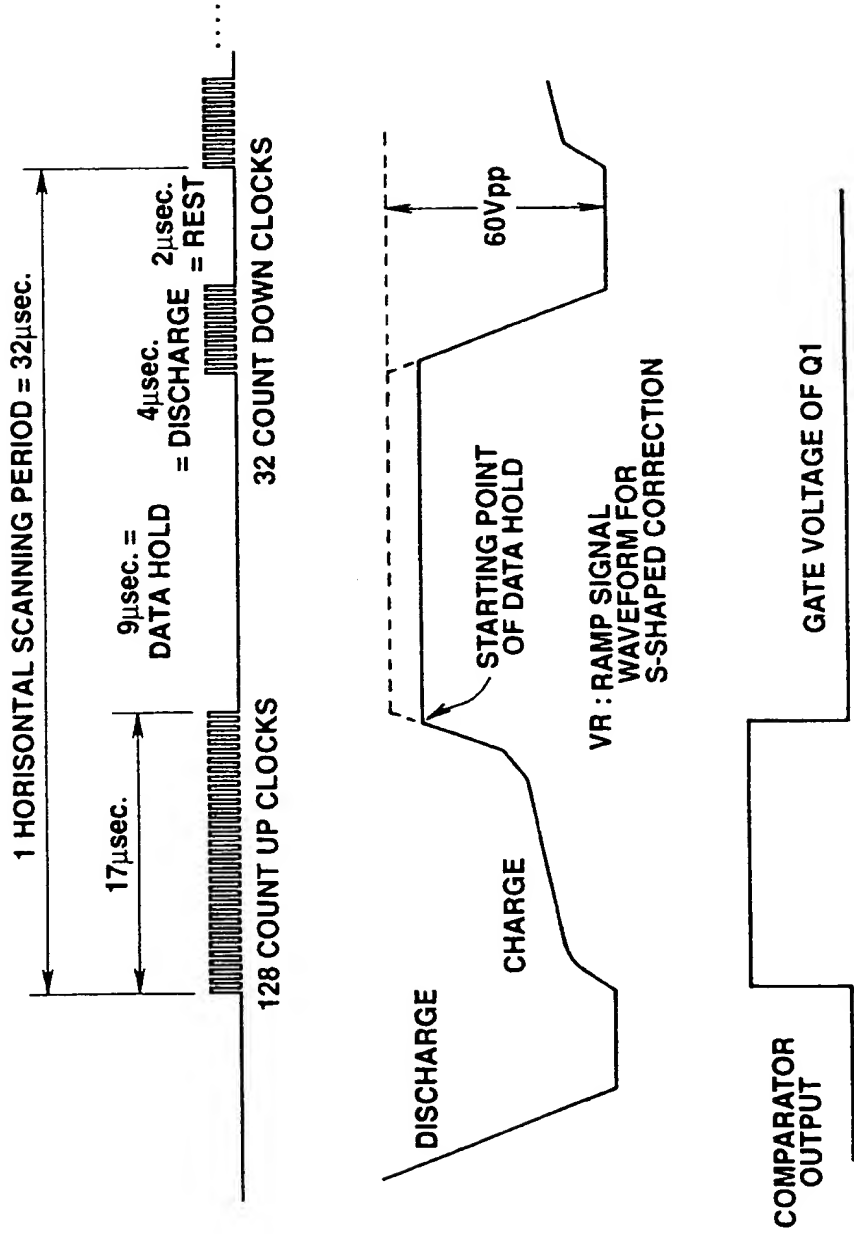 1 HORISONTAL SCANNING PERIOD = 32μsec.
17μsec.
9μsec. =
DATA HOLD
4μsec.
= DISCHARGE
2μsec.
= REST
128 COUNT UP CLOCKS
32 COUNT DOWN CLOCKS
DISCHARGE
CHARGE
STARTING POINT
OF DATA HOLD
60Vpp
VR : RAMP SIGNAL
WAVEFORM FOR
S-SHAPED CORRECTION
COMPARATOR
OUTPUT
GATE VOLTAGE OF Q1